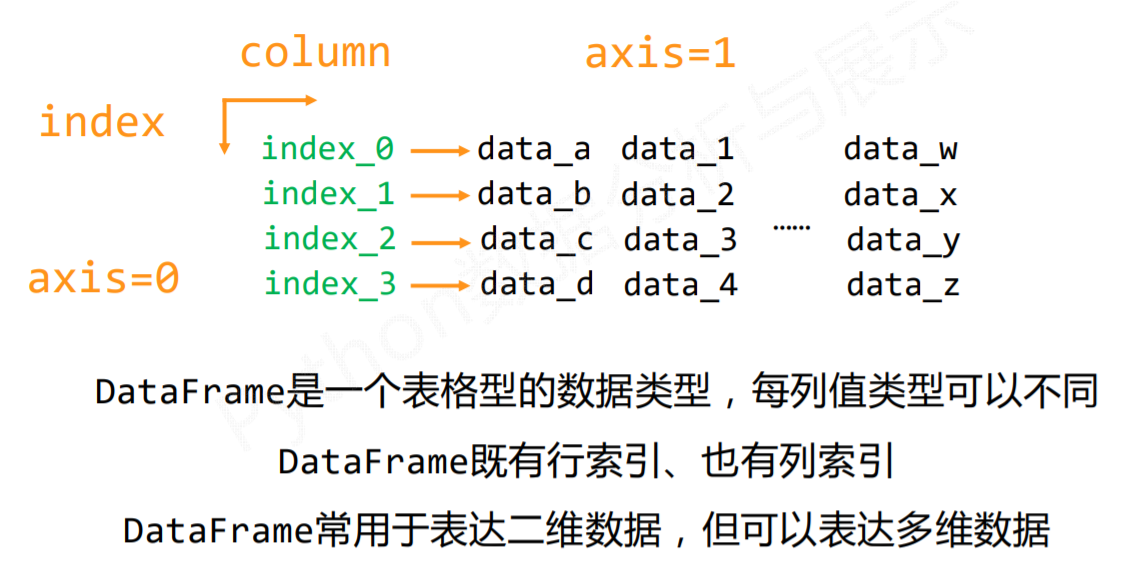 column axis=1
index
index_0 data_a data_1 data_w
index_1 data_b data_2 data_x
index_2 data_c data_3 …… data_y
axis=0
index_3 data_d data_4 data_z
DataFrame是一个表格型的数据类型，每列值类型可以不同
DataFrame既有行索引、也有列索引
DataFrame常用于表达二维数据，但可以表达多维数据
Python数据分析与展示